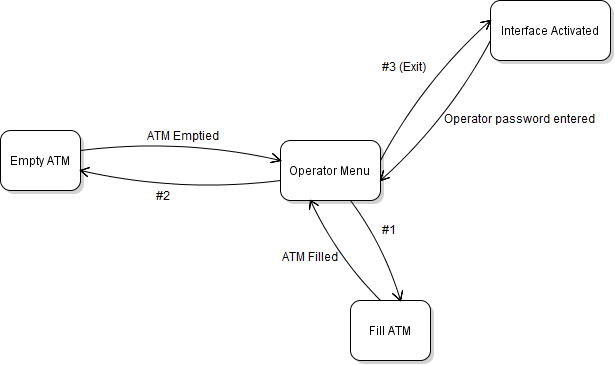 Interface Activated
#3 (Exit)
Operator password entered
ATM Emptied
Empty ATM
Operator Menu
#2
#1
ATM Filled
Fill ATM